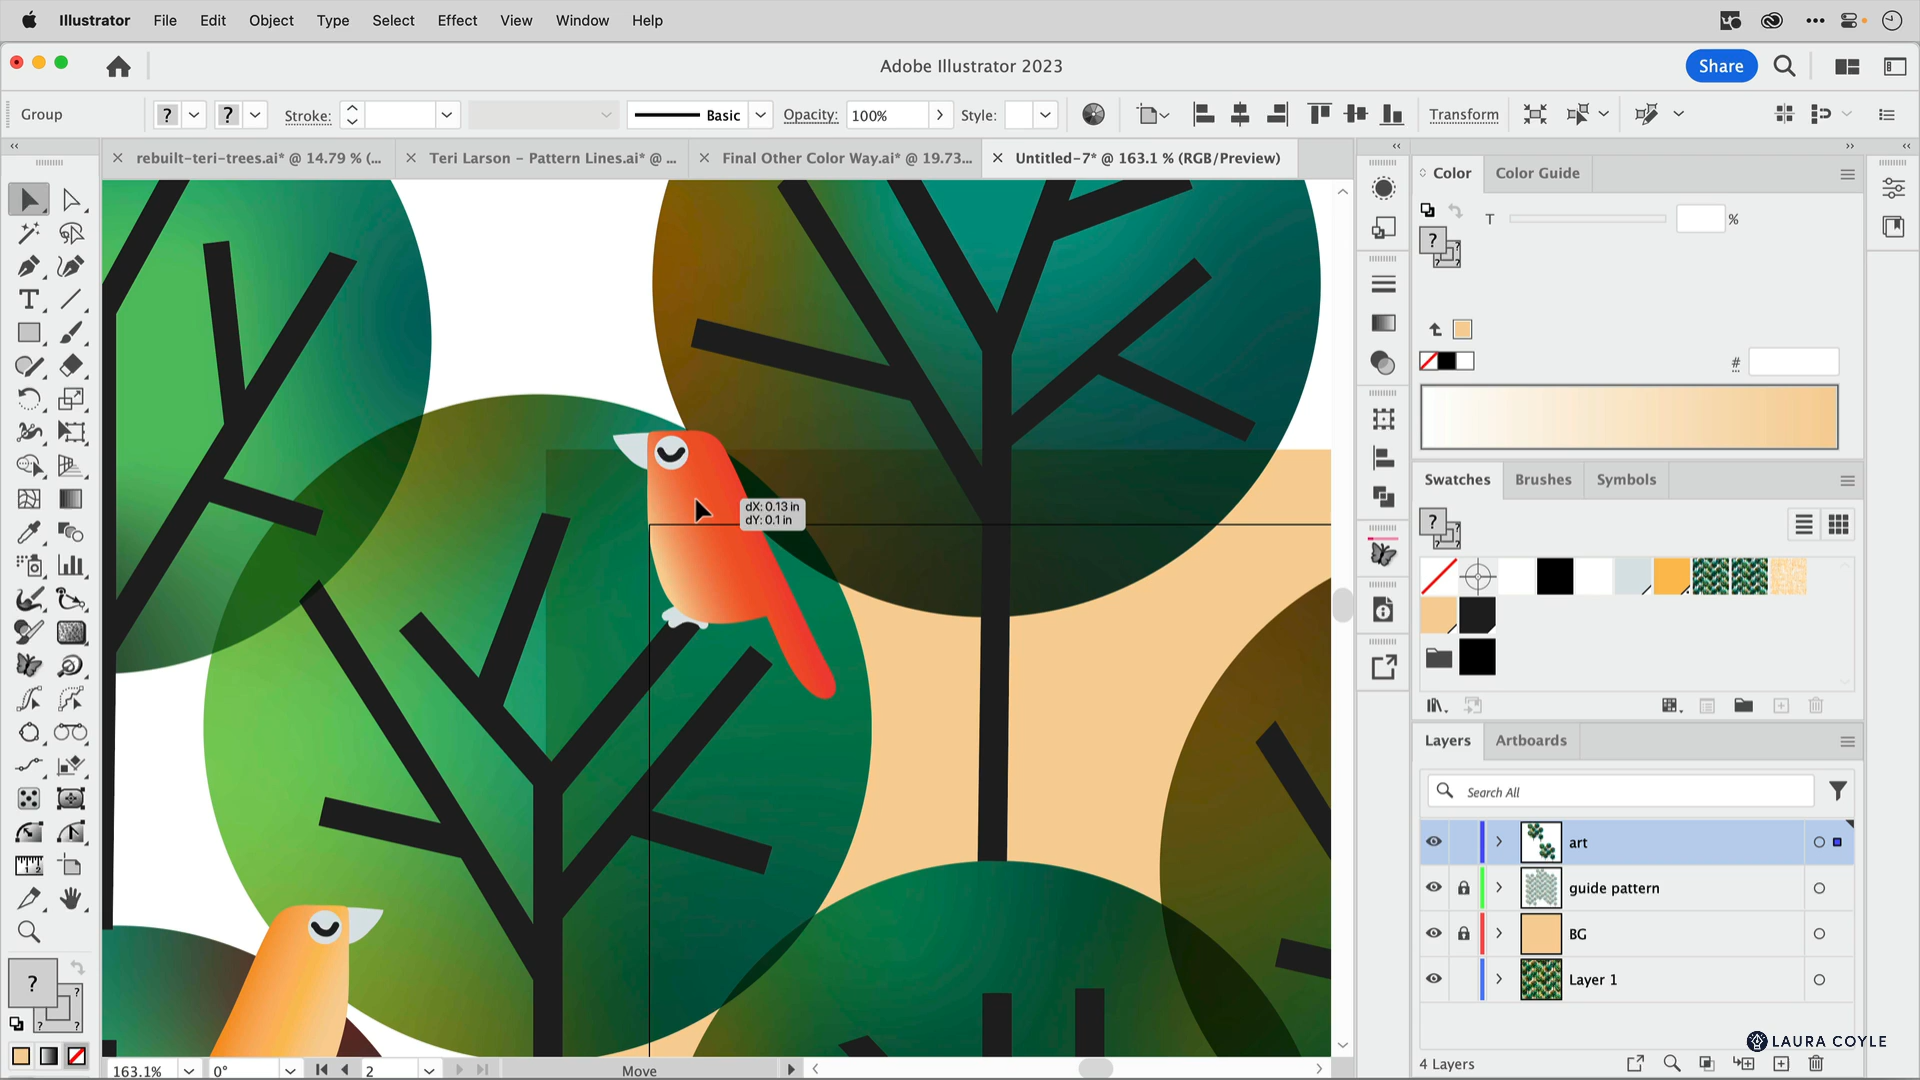 Illustrator File Edit Object Type Select Effect View Window Help
Adobe Illustrator 2023
Share
Group
? ? Stroke: Basic Opacity: 100% Style: Transform
rebuilt-teri-trees.ai* @ 14.79 % (...
Teri Larson - Pattern Lines.ai* @ ...
Final Other Color Way.ai* @ 19.73...
Untitled-7* @ 163.1 % (RGB/Preview)
dX: 0.13 in
dY: 0.1 in
Color Color Guide
T %
?
#
Swatches Brushes Symbols
?
Layers Artboards
Search All
art
guide pattern
BG
Layer 1
4 Layers
LAURA COYLE
?
163.1% 0° 2 Move